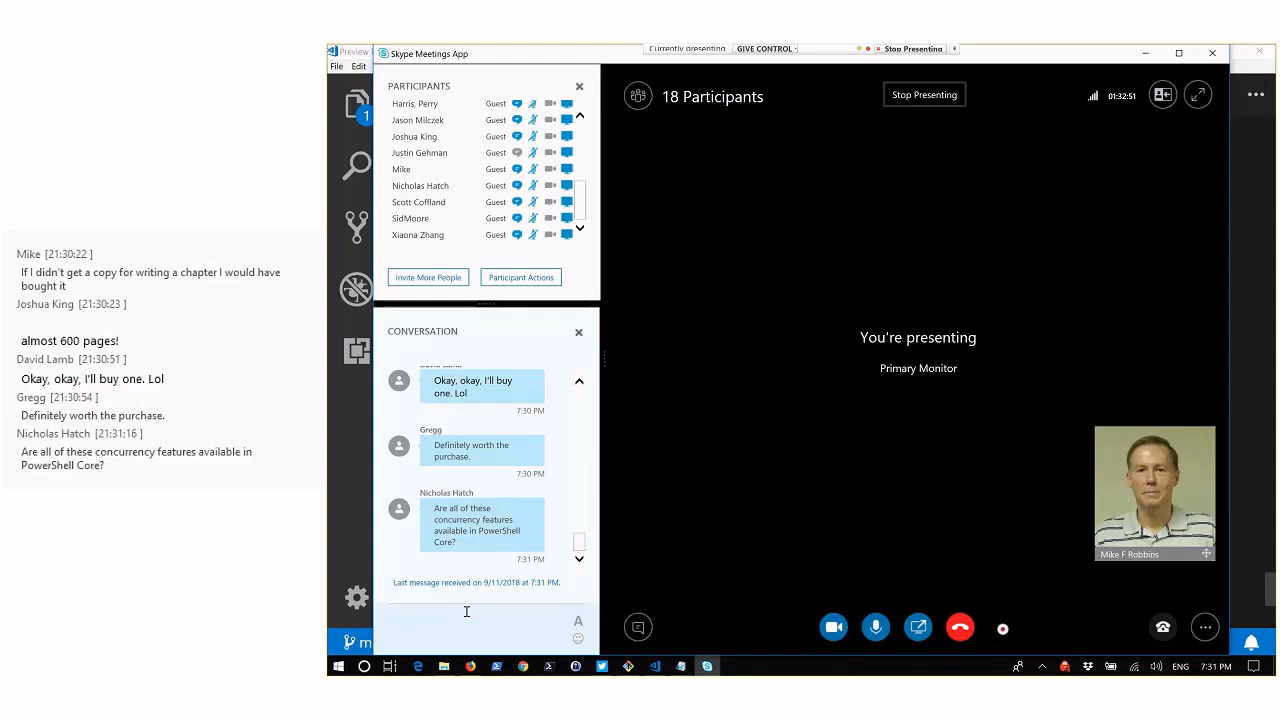 Mike [21:30:22 ]
If I didn't get a copy for writing a chapter I would have
bought it
Joshua King [21:30:23 ]
almost 600 pages!
David Lamb [21:30:51 ]
Okay, okay, I'll buy one. Lol
Gregg [21:30:54 ]
Definitely worth the purchase.
Nicholas Hatch [21:31:16 ]
Are all of these concurrency features available in
PowerShell Core?
Preview
File Edit
1
Skype Meetings App
Currently presenting GIVE CONTROL Stop Presenting
PARTICIPANTS
Harris, Perry Guest
Jason Milczek Guest
Joshua King Guest
Justin Gehman Guest
Mike Guest
Nicholas Hatch Guest
Scott Coffland Guest
SidMoore Guest
Xiaona Zhang Guest
Invite More People Participant Actions
CONVERSATION
David Lamb
Okay, okay, I'll buy
one. Lol
7:30 PM
Gregg
Definitely worth the
purchase.
7:30 PM
Nicholas Hatch
Are all of these
concurrency features
available in PowerShell
Core?
7:31 PM
Last message received on 9/11/2018 at 7:31 PM.
A
18 Participants
Stop Presenting
01:32:51
You're presenting
Primary Monitor
Mike F Robbins
m
ENG 7:31 PM